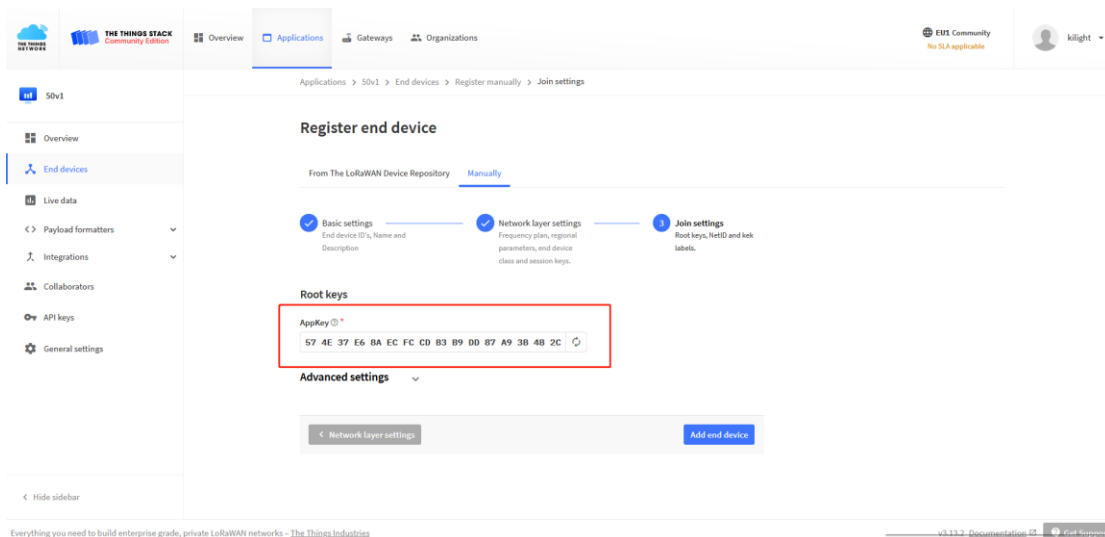 THE THINGS NETWORK
THE THINGS STACK
Community Edition
Overview
Applications
Gateways
Organizations
EU1 Community
No SLA applicable
kilight
Applications > 50v1 > End devices > Register manually > Join settings
50v1
Overview
End devices
Live data
Payload formatters
Integrations
Collaborators
API keys
General settings
< Hide sidebar
Register end device
From The LoRaWAN Device Repository
Manually
Basic settings
End device ID's, Name and
Description
Network layer settings
Frequency plan, regional
parameters, end device
class and session keys.
3
Join settings
Root keys, NetID and kek
labels.
Root keys
AppKey *
57 4E 37 E6 8A EC FC CD B3 B9 DD 87 A9 3B 4B 2C
Advanced settings
< Network layer settings
Add end device
Everything you need to build enterprise grade, private LoRaWAN networks – The Things Industries
v3.13.2
Documentation
Get Support